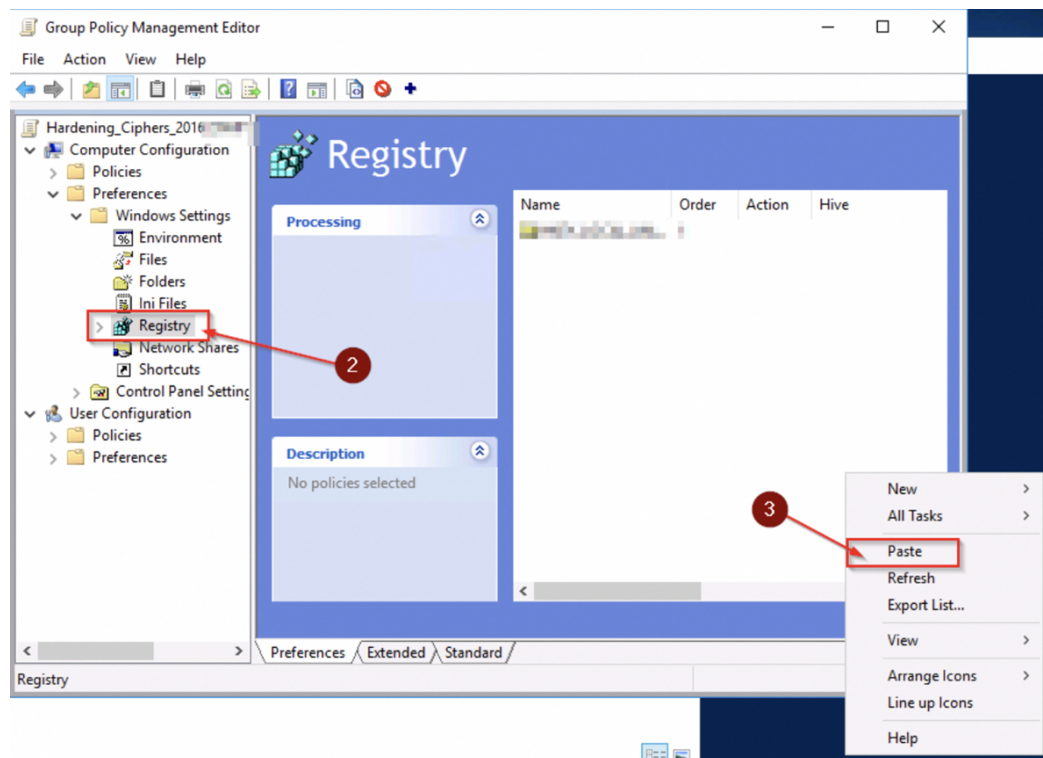 Group Policy Management Editor
File Action View Help
Hardening_Ciphers_2016
Computer Configuration
Policies
Preferences
Windows Settings
Environment
Files
Folders
Ini Files
Registry
Network Shares
Shortcuts
Control Panel Setting
User Configuration
Policies
Preferences
Registry
Processing
Description
No policies selected
Name Order Action Hive
2
3
New
All Tasks
Paste
Refresh
Export List...
View
Arrange Icons
Line up Icons
Help
Preferences Extended Standard
Registry